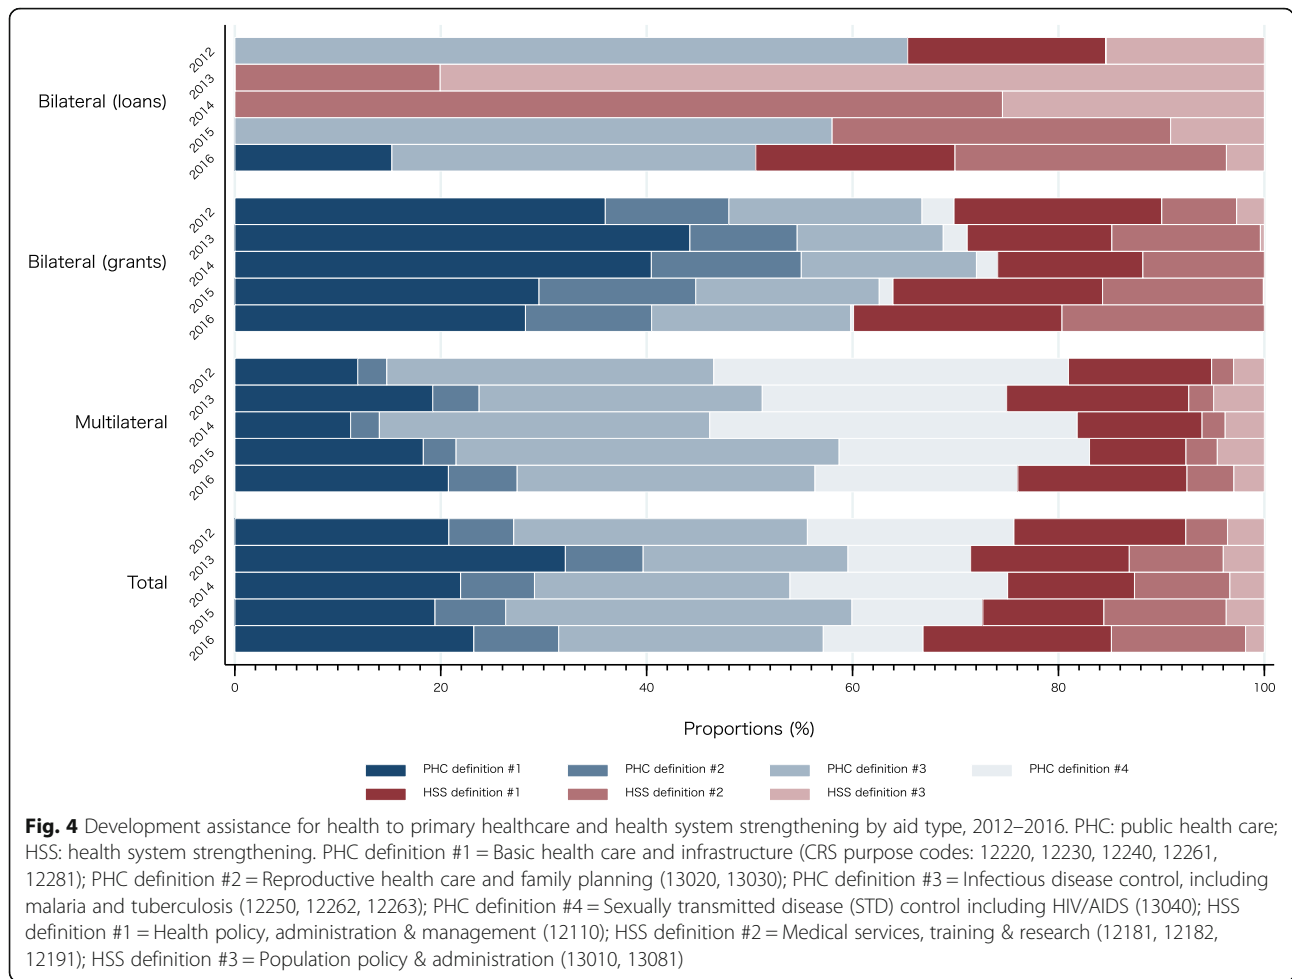 Bilateral (loans)
2012
2013
2014
2015
2016
Bilateral (grants)
2012
2013
2014
2015
2016
Multilateral
2012
2013
2014
2015
2016
Total
2012
2013
2014
2015
2016
0 20 40 60 80 100
Proportions (%)
PHC definition #1 PHC definition #2 PHC definition #3 PHC definition #4
HSS definition #1 HSS definition #2 HSS definition #3
Fig. 4 Development assistance for health to primary healthcare and health system strengthening by aid type, 2012–2016. PHC: public health care;
HSS: health system strengthening. PHC definition #1 = Basic health care and infrastructure (CRS purpose codes: 12220, 12230, 12240, 12261,
12281); PHC definition #2 = Reproductive health care and family planning (13020, 13030); PHC definition #3 = Infectious disease control, including
malaria and tuberculosis (12250, 12262, 12263); PHC definition #4 = Sexually transmitted disease (STD) control including HIV/AIDS (13040); HSS
definition #1 = Health policy, administration & management (12110); HSS definition #2 = Medical services, training & research (12181, 12182,
12191); HSS definition #3 = Population policy & administration (13010, 13081)